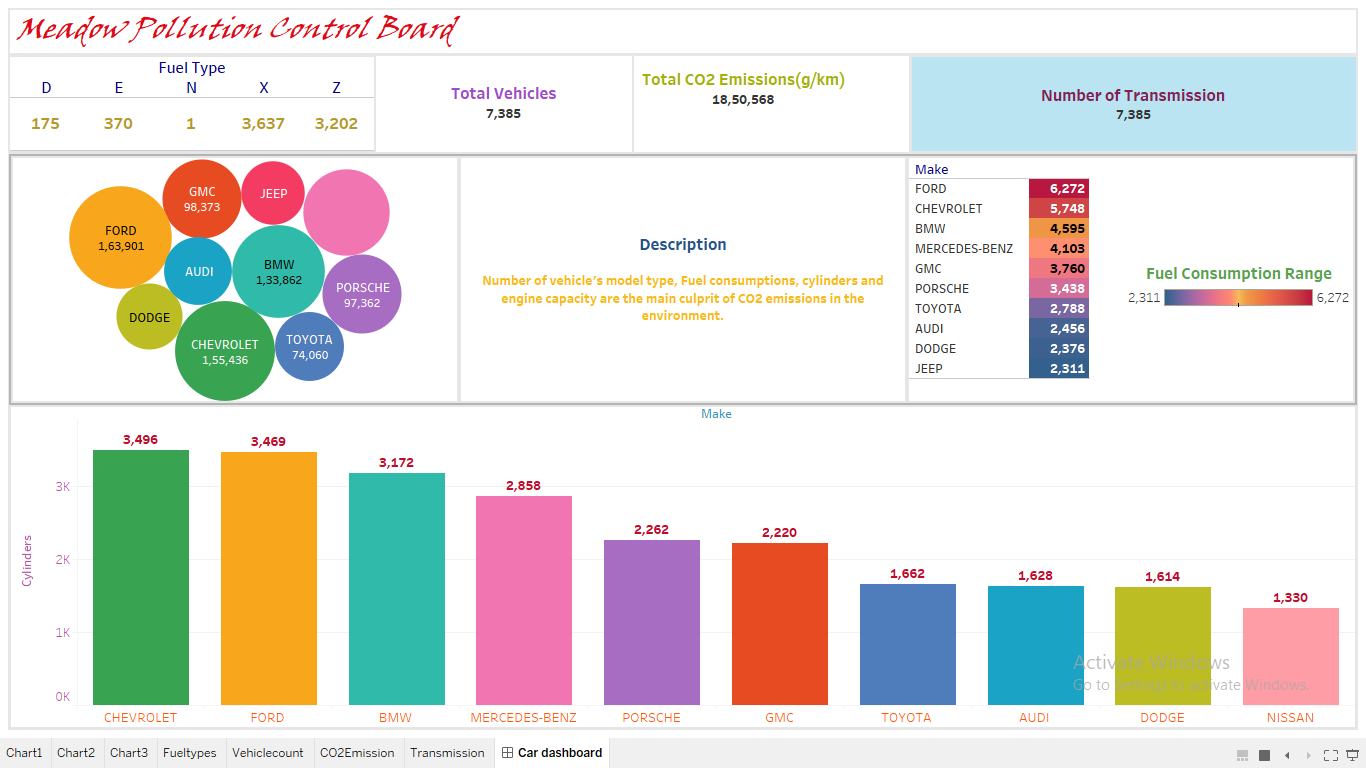 Meadow Pollution Control Board
Fuel Type
D E N X Z
175 370 1 3,637 3,202
Total Vehicles
7,385
Total CO2 Emissions(g/km)
18,50,568
Number of Transmission
7,385
GMC
98,373
JEEP
FORD
1,63,901
AUDI
BMW
1,33,862
PORSCHE
97,362
DODGE
CHEVROLET
1,55,436
TOYOTA
74,060
Description
Number of vehicle's model type, Fuel consumptions, cylinders and
engine capacity are the main culprit of CO2 emissions in the
environment.
Make
FORD 6,272
CHEVROLET 5,748
BMW 4,595
MERCEDES-BENZ 4,103
GMC 3,760
PORSCHE 3,438
TOYOTA 2,788
AUDI 2,456
DODGE 2,376
JEEP 2,311
Fuel Consumption Range
2,311 6,272
Make
Cylinders
3K
2K
1K
0K
3,496
3,469
3,172
2,858
2,262
2,220
1,662
1,628
1,614
1,330
CHEVROLET FORD BMW MERCEDES-BENZ PORSCHE GMC TOYOTA AUDI DODGE NISSAN
Activate Windows
Go to Settings to activate Windows.
Chart1 Chart2 Chart3 Fueltypes Vehiclecount CO2Emission Transmission Car dashboard